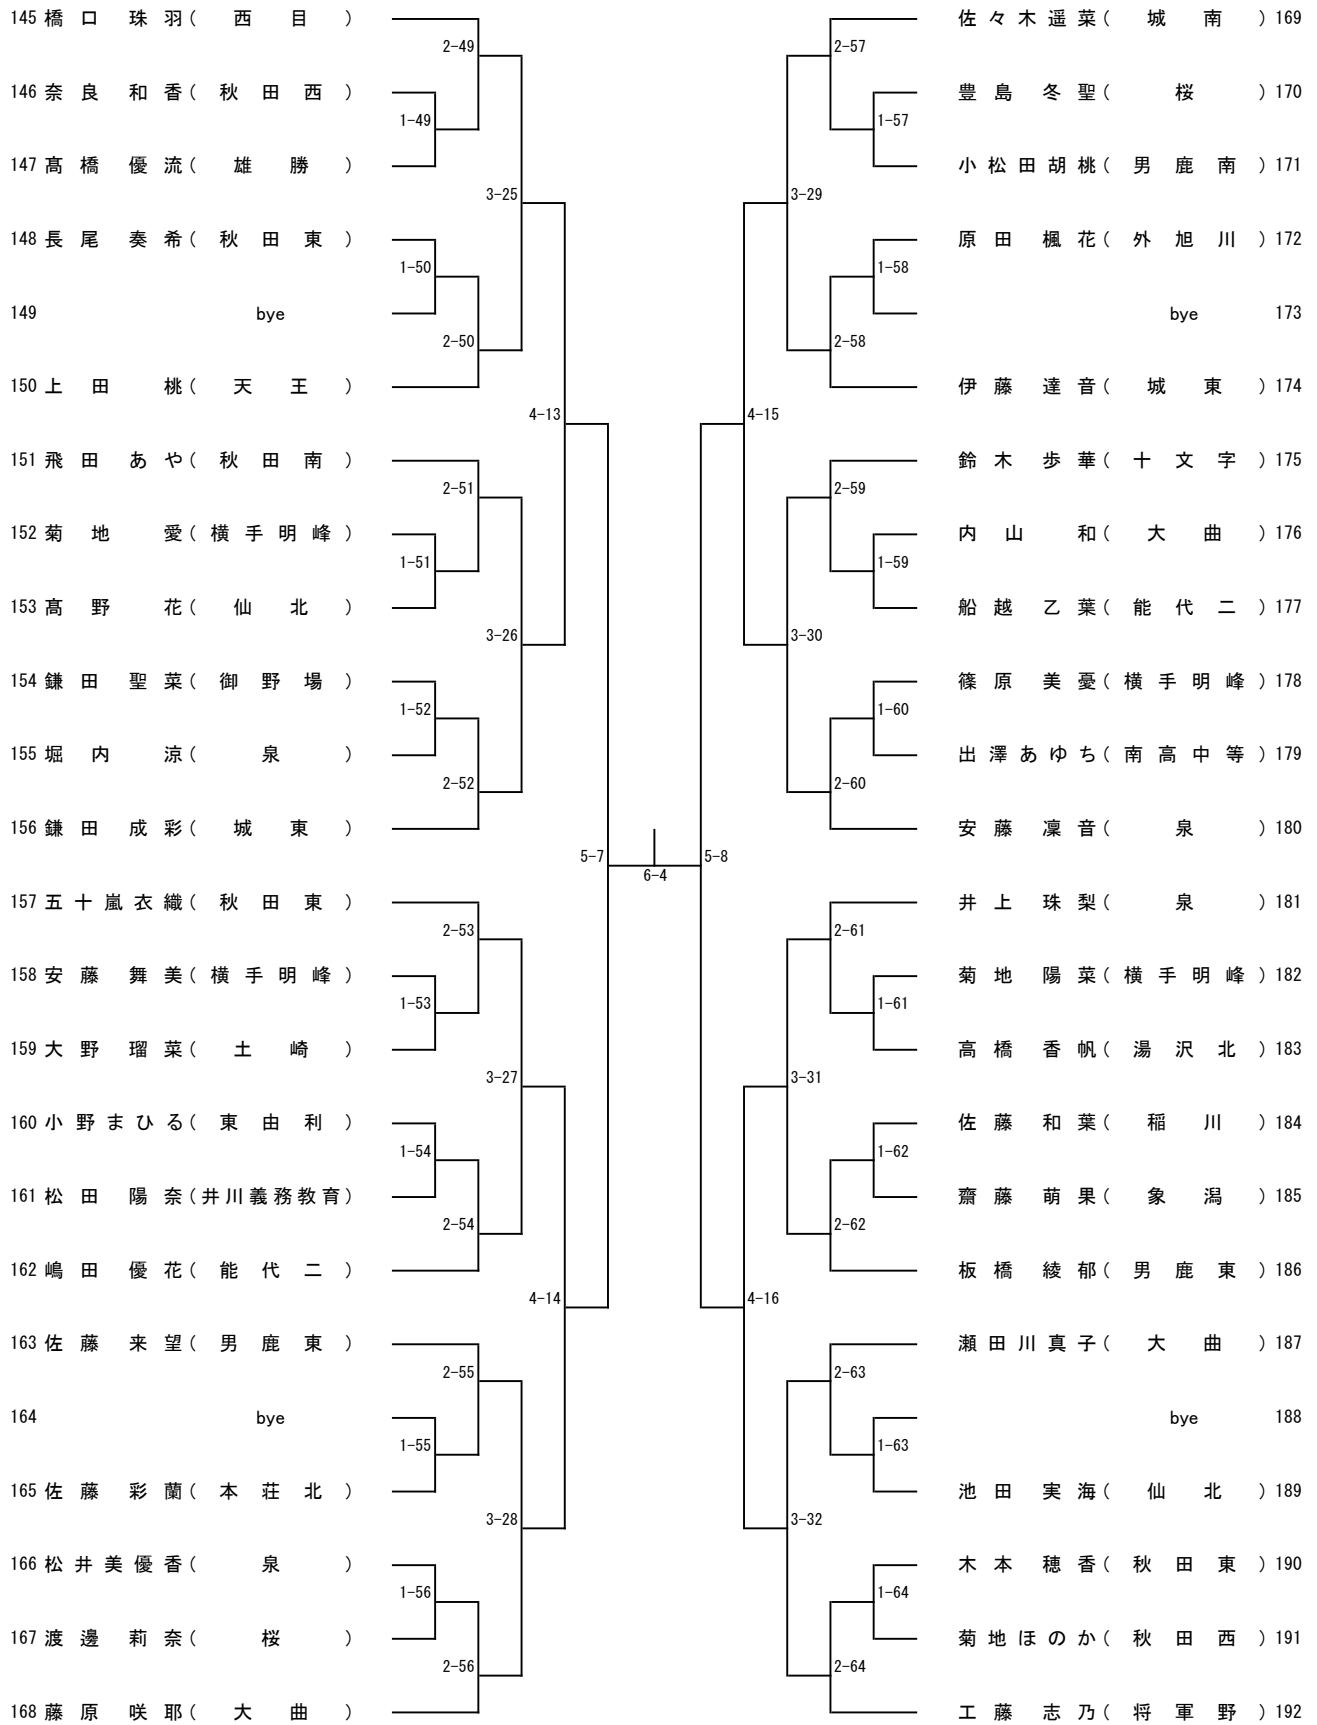 145 橋口 珠羽 ( 西目 )
2-49
146 奈良 和香 ( 秋田西 )
1-49
147 髙橋 優流 ( 雄勝 )
3-25
148 長尾 奏希 ( 秋田東 )
1-50
149 bye
2-50
150 上田 桃 ( 天王 )
4-13
151 飛田 あや ( 秋田南 )
2-51
152 菊地 愛 ( 横手明峰 )
1-51
153 髙野 花 ( 仙北 )
3-26
154 鎌田 聖菜 ( 御野場 )
1-52
155 堀内 涼 ( 泉 )
2-52
156 鎌田 成彩 ( 城東 )
5-7
157 五十嵐衣織 ( 秋田東 )
2-53
158 安藤 舞美 ( 横手明峰 )
1-53
159 大野 瑠菜 ( 土崎 )
3-27
160 小野まひる ( 東由利 )
1-54
161 松田 陽奈 ( 井川義務教育 )
2-54
162 嶋田 優花 ( 能代二 )
4-14
163 佐藤 来望 ( 男鹿東 )
2-55
164 bye
1-55
165 佐藤 彩蘭 ( 本荘北 )
3-28
166 松井美優香 ( 泉 )
1-56
167 渡邊 莉奈 ( 桜 )
2-56
168 藤原 咲耶 ( 大曲 )
6-4
佐々木遥菜 ( 城南 ) 169
2-57
豊島 冬聖 ( 桜 ) 170
1-57
小松田胡桃 ( 男鹿南 ) 171
3-29
原田 楓花 ( 外旭川 ) 172
1-58
bye 173
2-58
伊藤 達音 ( 城東 ) 174
4-15
鈴木 歩華 ( 十文字 ) 175
2-59
内山 和 ( 大曲 ) 176
1-59
船越 乙葉 ( 能代二 ) 177
3-30
篠原 美憂 ( 横手明峰 ) 178
1-60
出澤あゆち ( 南高中等 ) 179
2-60
安藤 凜音 ( 泉 ) 180
5-8
井上 珠梨 ( 泉 ) 181
2-61
菊地 陽菜 ( 横手明峰 ) 182
1-61
高橋 香帆 ( 湯沢北 ) 183
3-31
佐藤 和葉 ( 稲川 ) 184
1-62
齋藤 萌果 ( 象潟 ) 185
2-62
板橋 綾郁 ( 男鹿東 ) 186
4-16
瀬田川真子 ( 大曲 ) 187
2-63
bye 188
1-63
池田 実海 ( 仙北 ) 189
3-32
木本 穂香 ( 秋田東 ) 190
1-64
菊地ほのか ( 秋田西 ) 191
2-64
工藤 志乃 ( 将軍野 ) 192